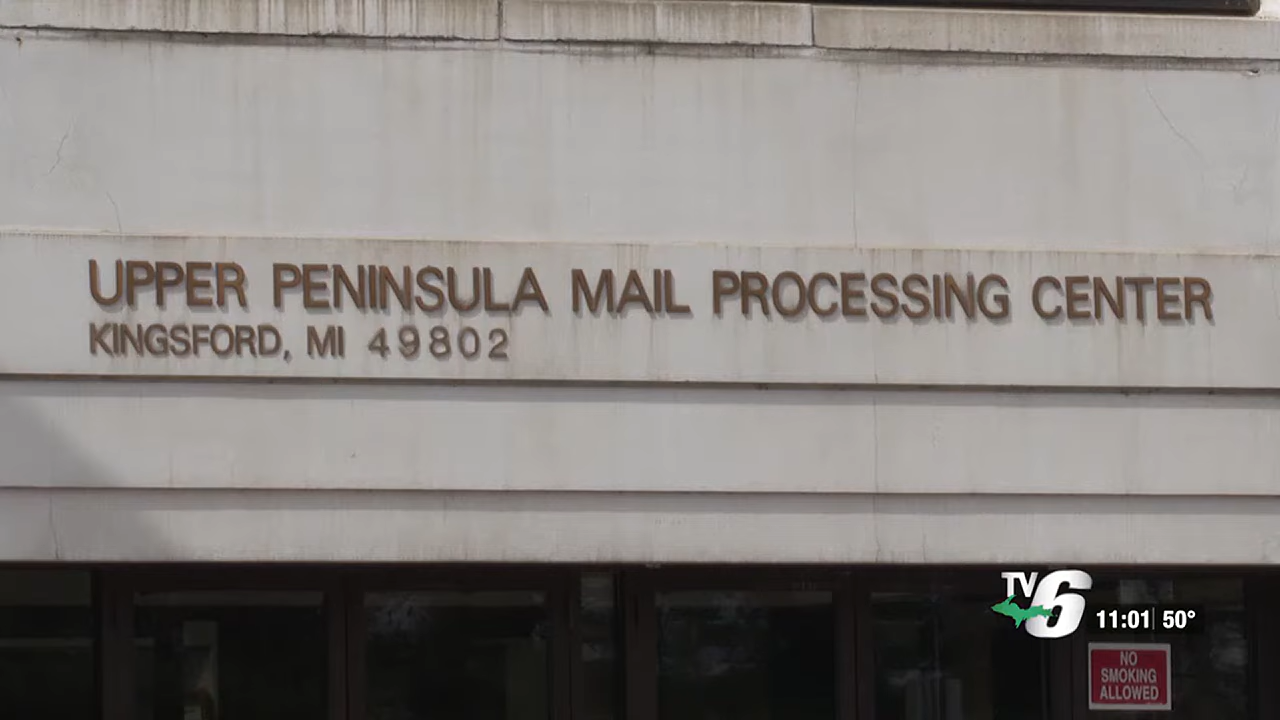 UPPER PENINSULA MAIL PROCESSING CENTER
KINGSFORD, MI 49802
TV6
11:01 50°
NO
SMOKING
ALLOWED